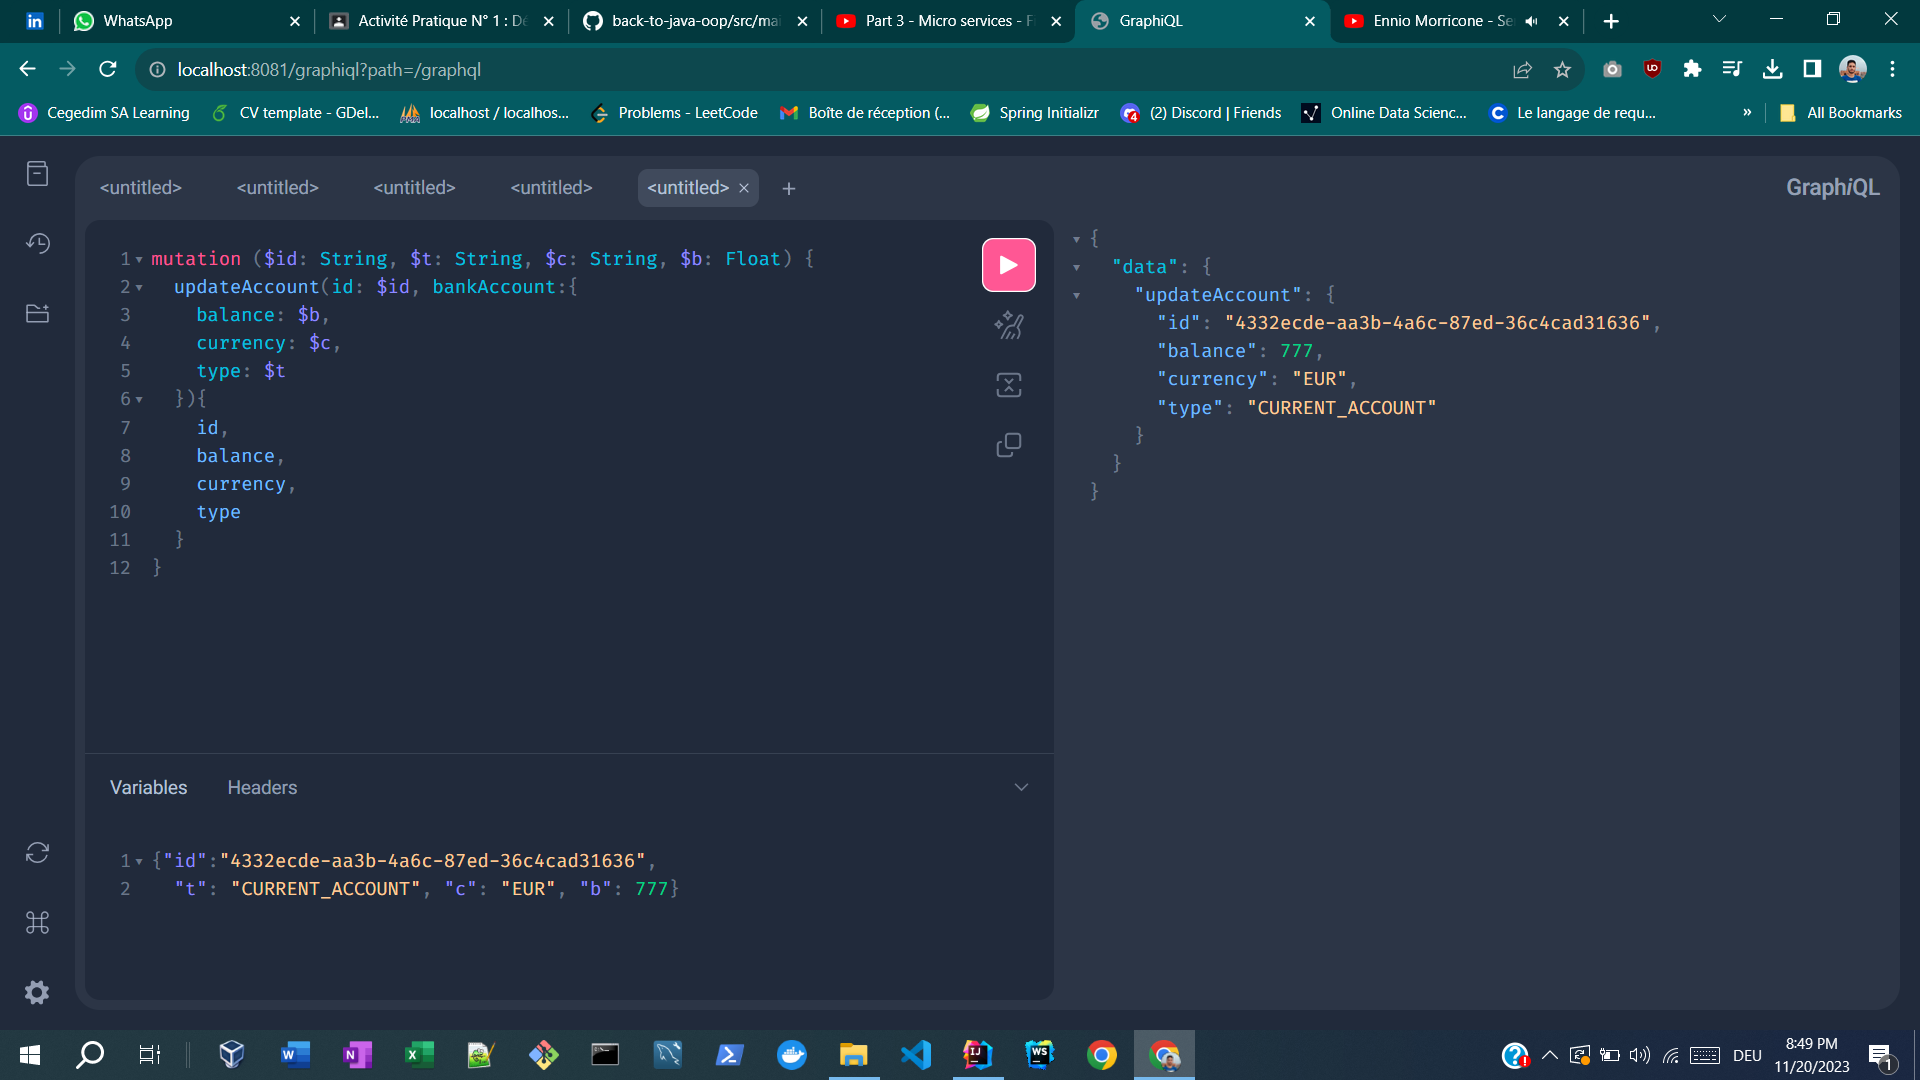 WhatsApp
Activité Pratique N° 1 : Dé
back-to-java-oop/src/mai
Part 3 - Micro services -
GraphiQL
Ennio Morricone - Se
localhost:8081/graphiql?path=/graphql
Cegedim SA Learning
CV template - GDel...
localhost / localhos...
Problems - LeetCode
Boîte de réception (...
Spring Initializr
(2) Discord | Friends
Online Data Scienc...
Le langage de requ...
»
All Bookmarks
<untitled>
<untitled>
<untitled>
<untitled>
<untitled>
GraphiQL
1 mutation ($id: String, $t: String, $c: String, $b: Float) {
2 updateAccount(id: $id, bankAccount:{
3 balance: $b,
4 currency: $c,
5 type: $t
6 }){
7 id,
8 balance,
9 currency,
10 type
11 }
12 }
{
"data": {
"updateAccount": {
"id": "4332ecde-aa3b-4a6c-87ed-36c4cad31636",
"balance": 777,
"currency": "EUR",
"type": "CURRENT_ACCOUNT"
}
}
}
Variables
Headers
1 {"id":"4332ecde-aa3b-4a6c-87ed-36c4cad31636",
2 "t": "CURRENT_ACCOUNT", "c": "EUR", "b": 777}
DEU
8:49 PM
11/20/2023
1